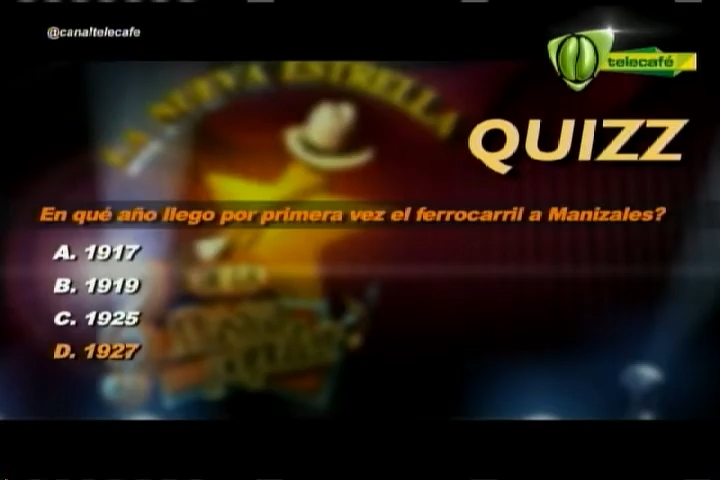 @canaltelecafe
telecafé
LA NUEVA ESTRELLA
QUIZZ
En qué año llego por primera vez el ferrocarril a Manizales?
A. 1917
B. 1919
C. 1925
D. 1927